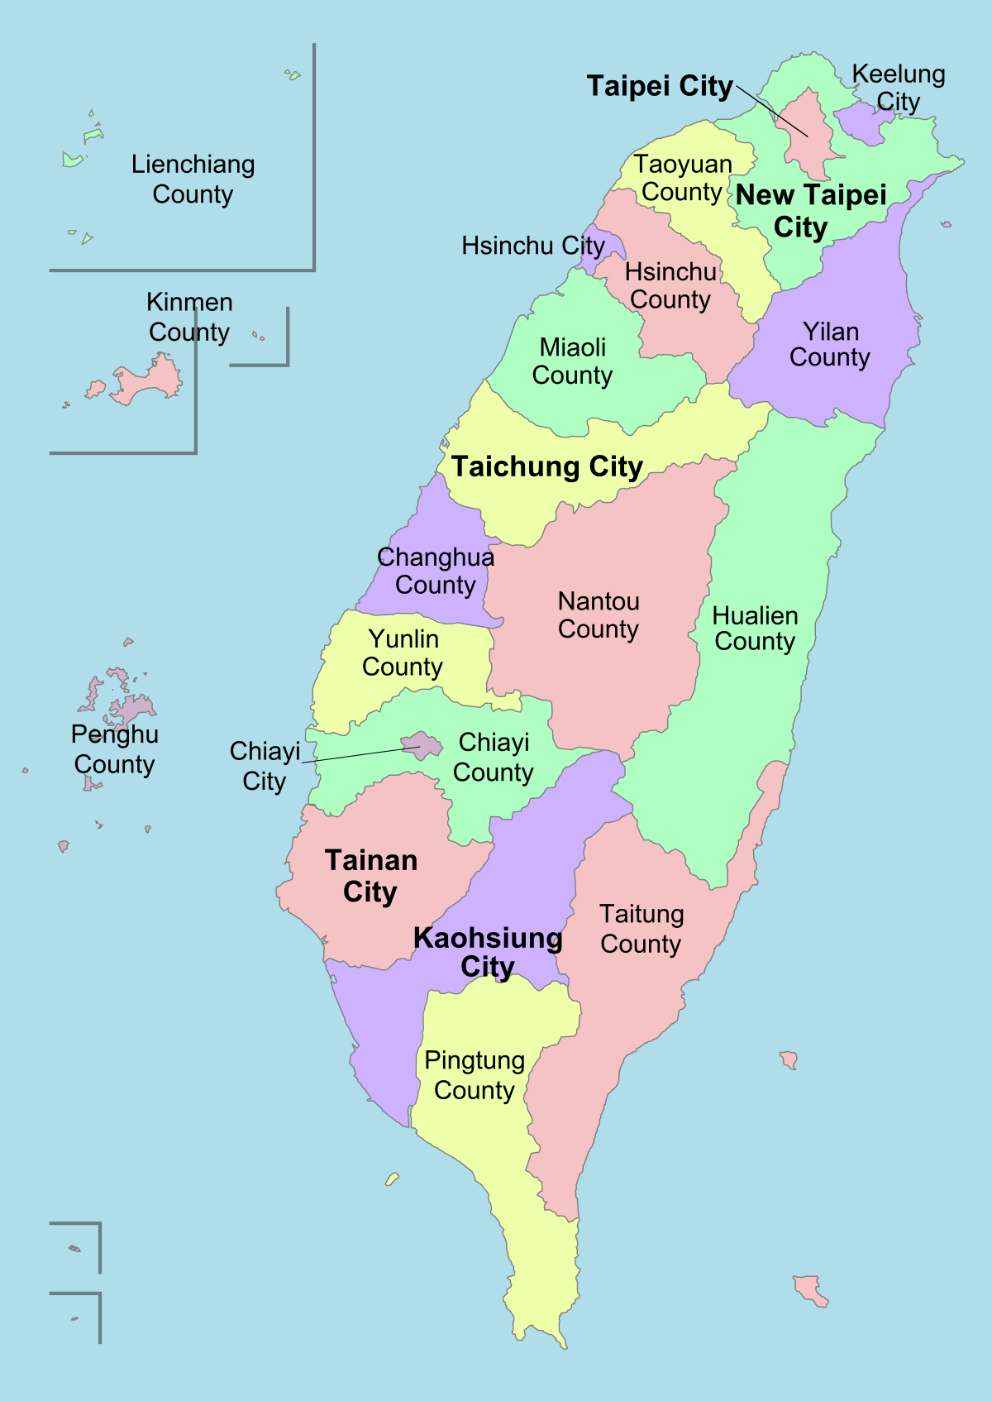 Taipei City
Keelung
City
Lienchiang
County
Taoyuan
County
New Taipei
City
Hsinchu City
Hsinchu
County
Kinmen
County
Yilan
County
Miaoli
County
Taichung City
Changhua
County
Nantou
County
Hualien
County
Yunlin
County
Penghu
County
Chiayi
City
Chiayi
County
Tainan
City
Taitung
County
Kaohsiung
City
Pingtung
County